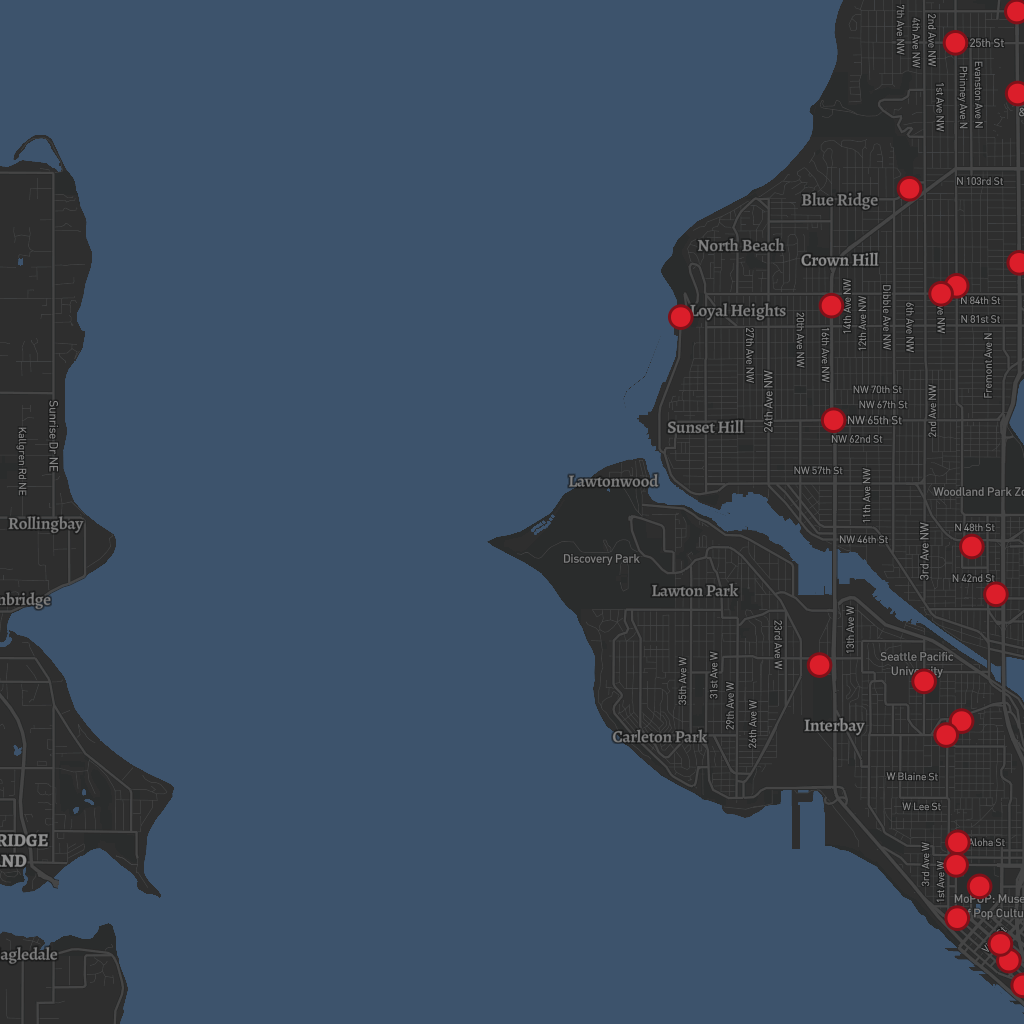 7th Ave NW
4th Ave NW
2nd Ave NW
25th St
1st Ave NW
Phinney Ave N
Evanston Ave N
&
N 103rd St
Blue Ridge
North Beach
Crown Hill
Loyal Heights
14th Ave NW
12th Ave NW
Dibble Ave NW
6th Ave NW
ve NW
N 84th St
N 81st St
27th Ave NW
20th Ave NW
16th Ave NW
Fremont Ave N
24th Ave NW
2nd Ave NW
NW 70th St
NW 67th St
NW 65th St
NW 62nd St
Sunset Hill
Sunrise Dr NE
Kallgren Rd NE
NW 57th St
11th Ave NW
Lawtonwood
Woodland Park Zo
Rollingbay
N 48th St
NW 46th St
3rd Ave NW
Discovery Park
N 42nd St
Lawton Park
nbridge
13th Ave W
23rd Ave W
Seattle Pacific
University
35th Ave W
31st Ave W
29th Ave W
26th Ave W
Interbay
Carleton Park
W Blaine St
W Lee St
RIDGE
AND
Aloha St
3rd Ave W
1st Ave W
MoPOP: Muse
f Pop Cultu
agledale